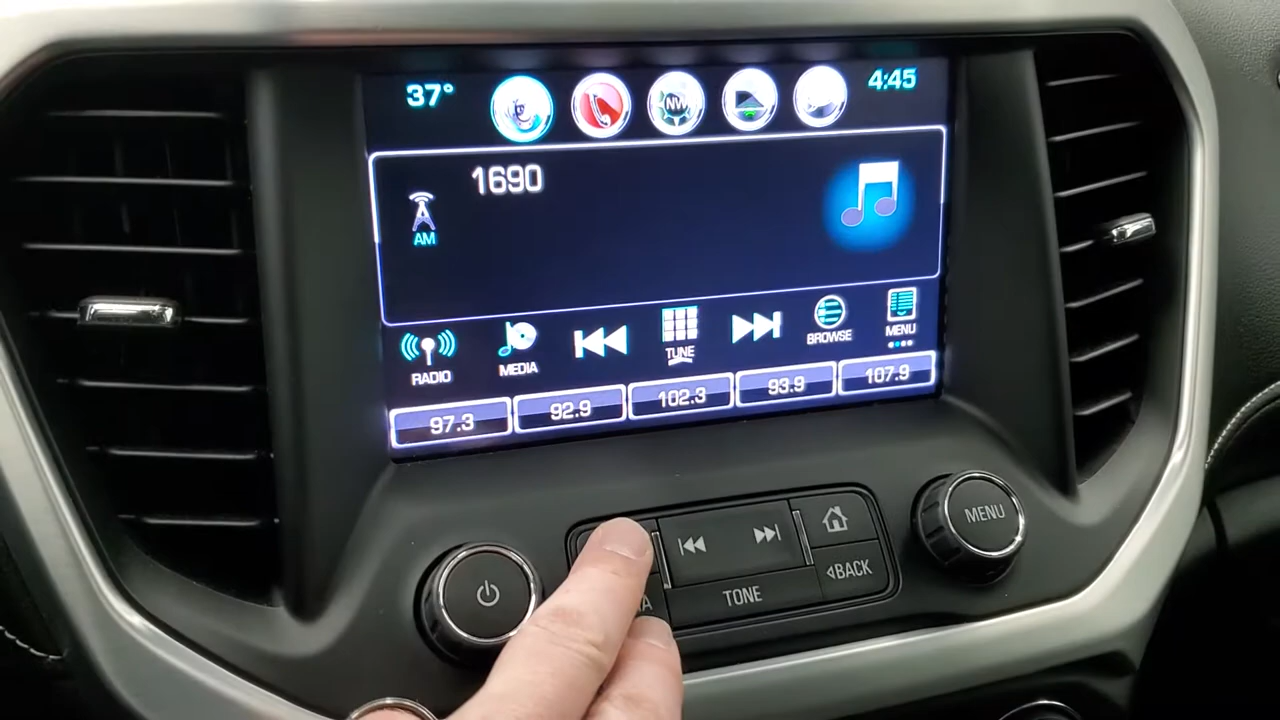 37° NW 4:45
1690
AM
RADIO MEDIA TUNE BROWSE MENU
97.3 92.9 102.3 93.9 107.9
MENU
BACK
TONE